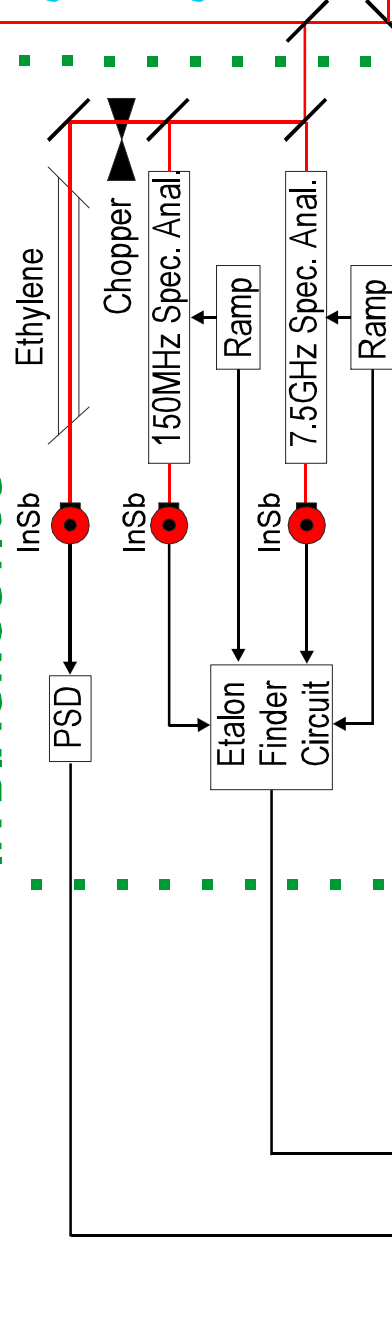 Ethylene
Chopper
150MHz Spec. Anal.
Ramp
7.5GHz Spec. Anal.
Ramp
InSb
InSb
InSb
PSD
Etalon
Finder
Circuit